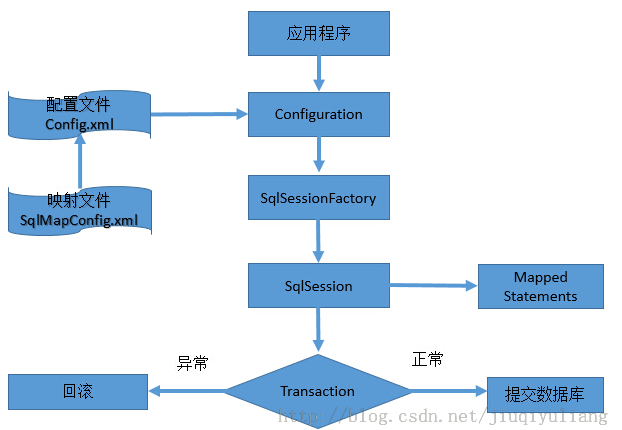 应用程序
配置文件
Config.xml
Configuration
映射文件
SqlMapConfig.xml
SqlSessionFactory
SqlSession
Mapped
Statements
异常
正常
回滚
Transaction
提交数据库
http://blog.csdn.net/jiuqiyuliang